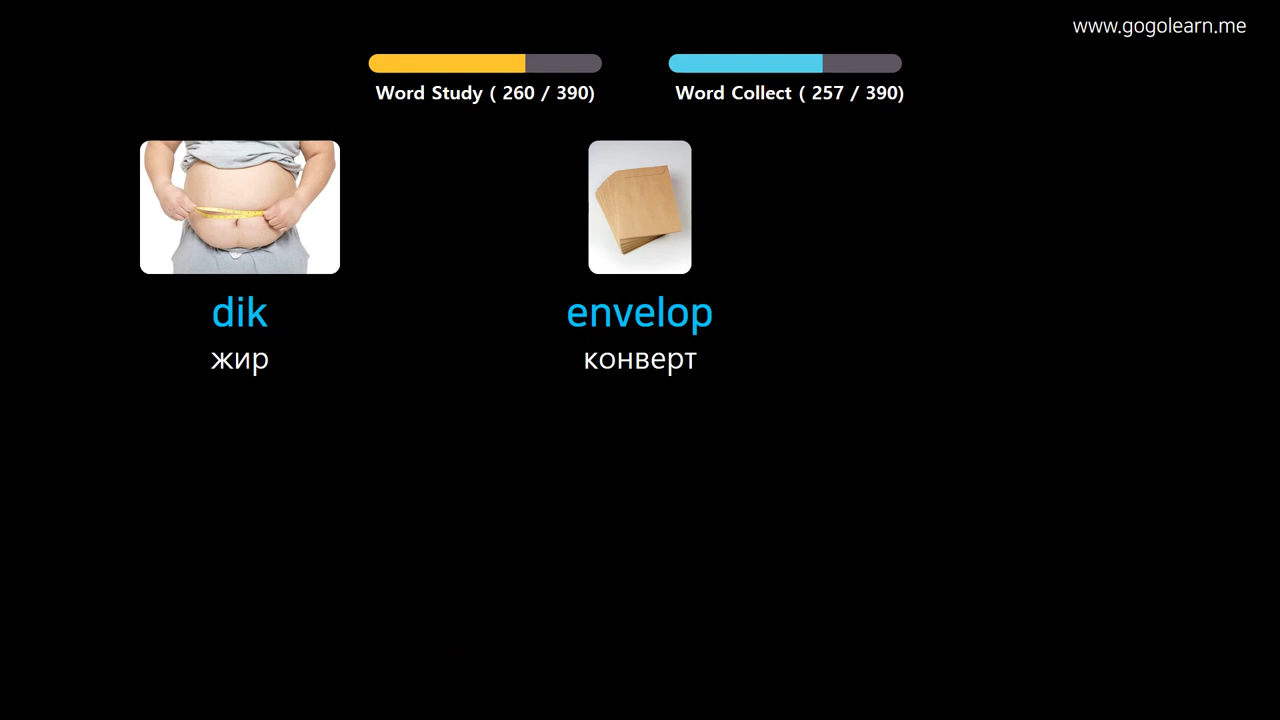 www.gogolearn.me
Word Study ( 260 / 390)
Word Collect ( 257 / 390)
dik
жир
envelop
конверт